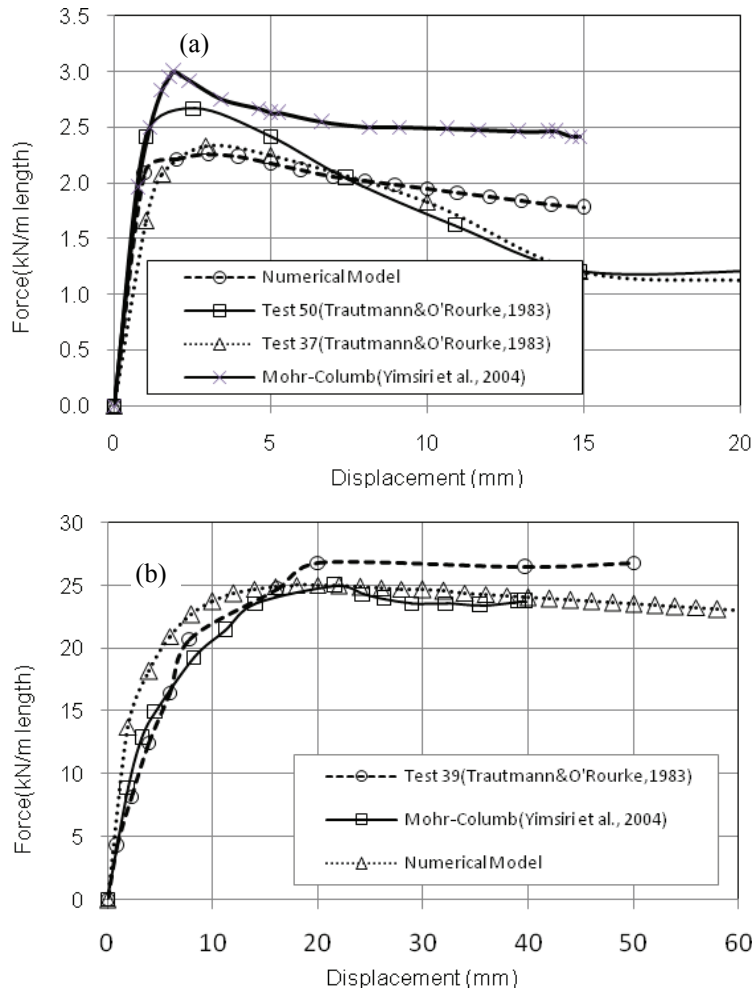 3.5
3.0
2.5
2.0
1.5
1.0
0.5
0.0
Force(kN/m length)
(a)
Numerical Model
Test 50(Trautmann&O'Rourke,1983)
Test 37(Trautmann&O'Rourke,1983)
Mohr-Columb(Yimsiri et al., 2004)
0 5 10 15 20
Displacement (mm)
30
25
20
15
10
5
0
Force(kN/m length)
(b)
Test 39(Trautmann&O'Rourke,1983)
Mohr-Columb(Yimsiri et al., 2004)
Numerical Model
0 10 20 30 40 50 60
Displacement (mm)